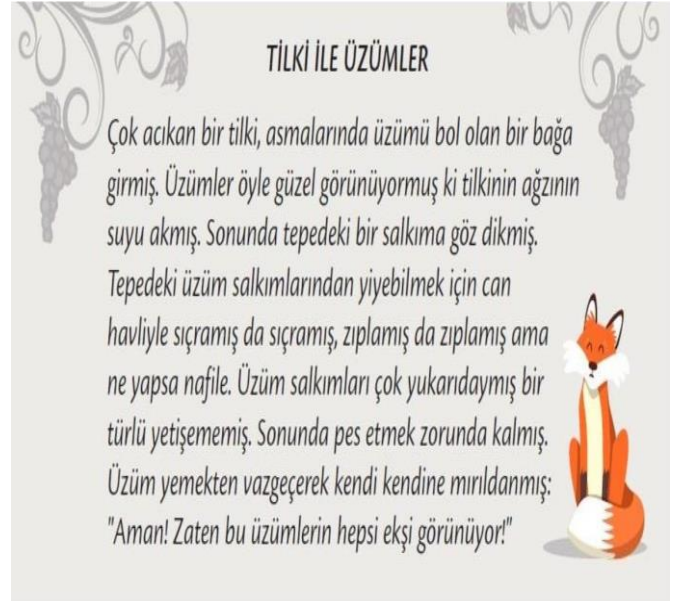 TİLKİ İLE ÜZÜMLER
Çok acıkan bir tilki, asmalarında üzümü bol olan bir bağa
girmiş. Üzümler öyle güzel görünüyormuş ki tilkinin ağzının
suyu akmış. Sonunda tepedeki bir salkıma göz dikmiş.
Tepedeki üzüm salkımlarından yiyebilmek için can
havliyle sıçramış da sıçramış, zıplamış da zıplamış ama
ne yapsa nafile. Üzüm salkımları çok yukarıdaymış bir
türlü yetişememiş. Sonunda pes etmek zorunda kalmış.
Üzüm yemekten vazgeçerek kendi kendine mırıldanmış:
"Aman! Zaten bu üzümlerin hepsi ekşi görünüyor!"